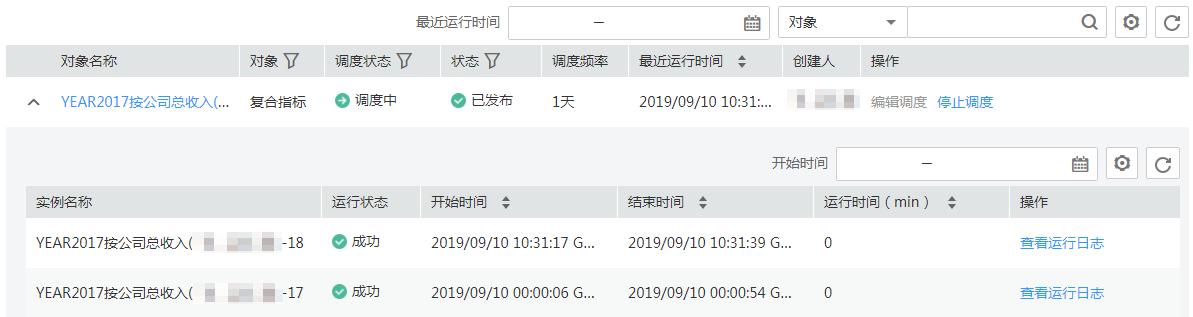 最近运行时间 — 对象
对象名称 对象 调度状态 状态 调度频率 最近运行时间 创建人 操作
YEAR2017按公司总收入(... 复合指标 调度中 已发布 1天 2019/09/10 10:31:... 编辑调度 停止调度
开始时间 —
实例名称 运行状态 开始时间 结束时间 运行时间（min） 操作
YEAR2017按公司总收入( -18 成功 2019/09/10 10:31:17 G... 2019/09/10 10:31:39 G... 0 查看运行日志
YEAR2017按公司总收入( -17 成功 2019/09/10 00:00:06 G... 2019/09/10 00:00:54 G... 0 查看运行日志